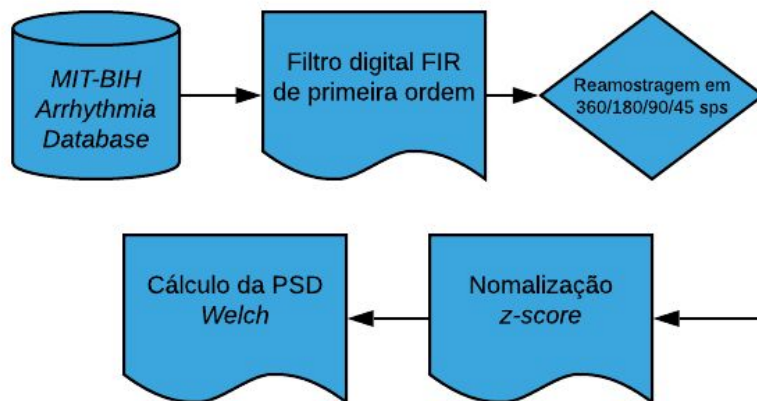 MIT-BIH
Arrhythmia
Database
Filtro digital FIR
de primeira ordem
Reamostragem em
360/180/90/45 sps
Cálculo da PSD
Welch
Nomalização
z-score